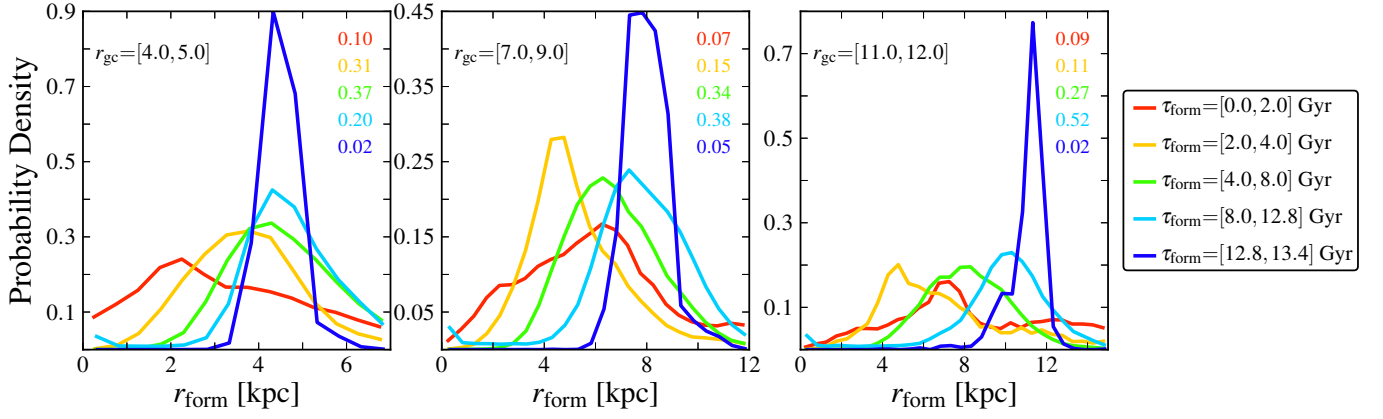 Probability Density
0.9
0.7
0.5
0.3
0.1
r_gc=[4.0,5.0]
0.10
0.31
0.37
0.20
0.02
0 2 4 6
r_form [kpc]
0.45
0.35
0.25
0.15
0.05
r_gc=[7.0,9.0]
0.07
0.15
0.34
0.38
0.05
0 4 8 12
r_form [kpc]
0.7
0.5
0.3
0.1
r_gc=[11.0,12.0]
0.09
0.11
0.27
0.52
0.02
0 4 8 12
r_form [kpc]
τ_form=[0.0,2.0] Gyr
τ_form=[2.0,4.0] Gyr
τ_form=[4.0,8.0] Gyr
τ_form=[8.0,12.8] Gyr
τ_form=[12.8,13.4] Gyr